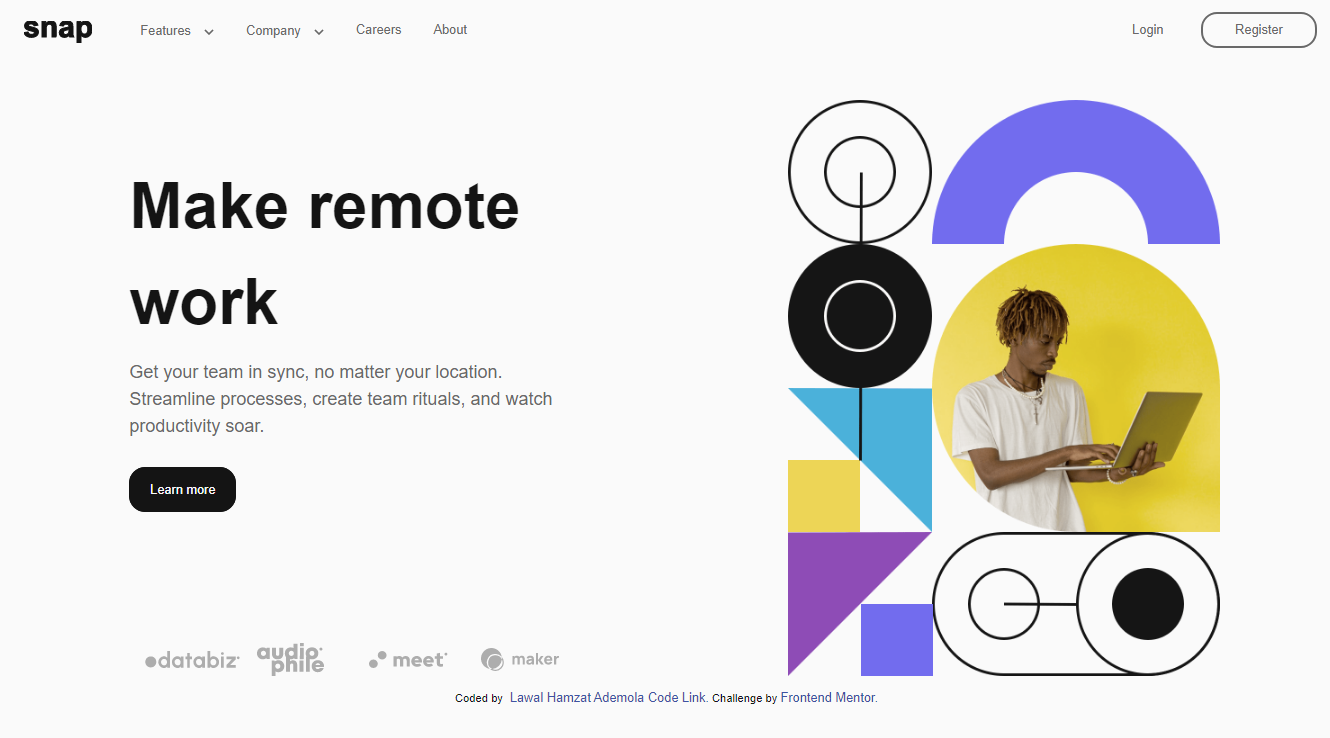 snap Features Company Careers About Login Register
Make remote
work
Get your team in sync, no matter your location.
Streamline processes, create team rituals, and watch
productivity soar.
Learn more
databiz audiophile meet maker
Coded by Lawal Hamzat Ademola Code Link. Challenge by Frontend Mentor.